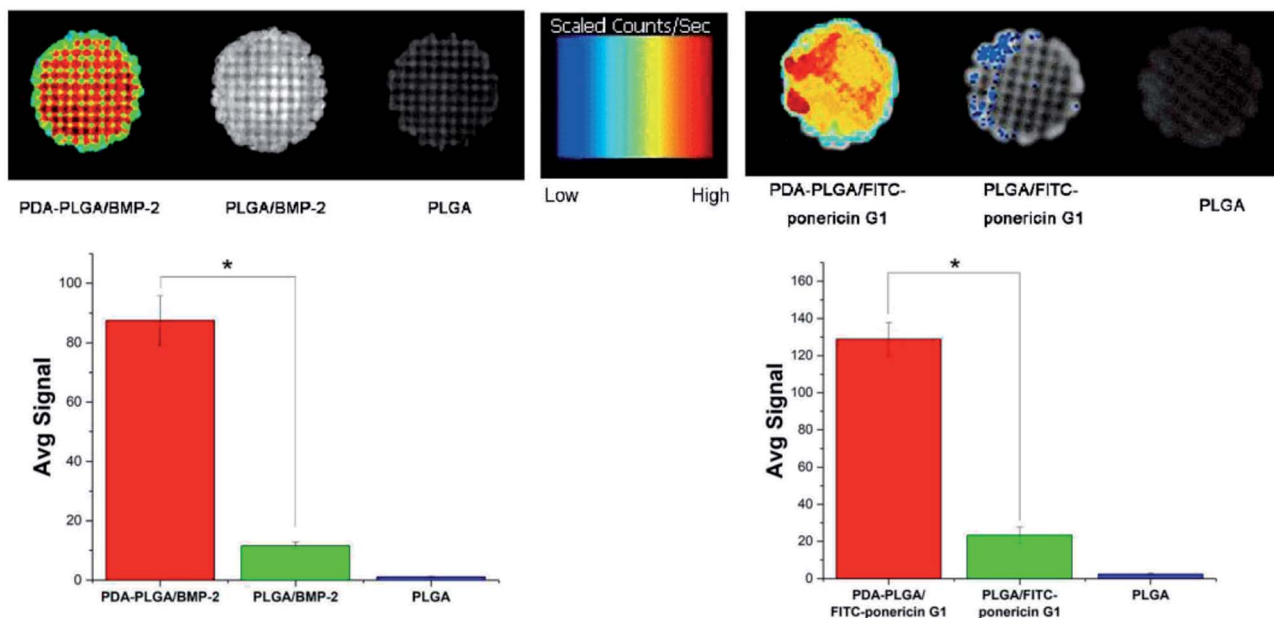 Scaled Counts/Sec
Low High
PDA-PLGA/BMP-2 PLGA/BMP-2 PLGA
PDA-PLGA/FITC-
ponericin G1
PLGA/FITC-
ponericin G1
PLGA
*
100
80
60
40
20
0
Avg Signal
PDA-PLGA/BMP-2 PLGA/BMP-2 PLGA
*
160
140
120
100
80
60
40
20
0
Avg Signal
PDA-PLGA/
FITC-ponericin G1
PLGA/FITC-
ponericin G1
PLGA